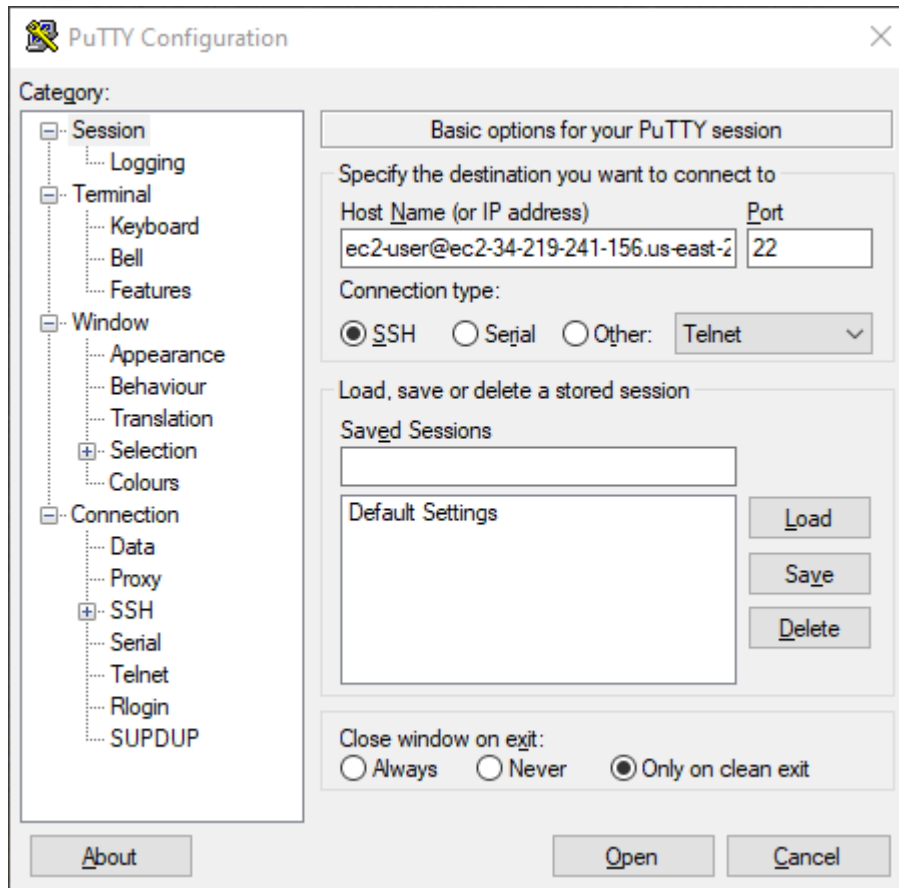 PuTTY Configuration
Category:
Session
Logging
Terminal
Keyboard
Bell
Features
Window
Appearance
Behaviour
Translation
Selection
Colours
Connection
Data
Proxy
SSH
Serial
Telnet
Rlogin
SUPDUP
Basic options for your PuTTY session
Specify the destination you want to connect to
Host Name (or IP address) Port
ec2-user@ec2-34-219-241-156.us-east-2 22
Connection type:
SSH Serial Other: Telnet
Load, save or delete a stored session
Saved Sessions
Default Settings
Load
Save
Delete
Close window on exit:
Always Never Only on clean exit
About Open Cancel